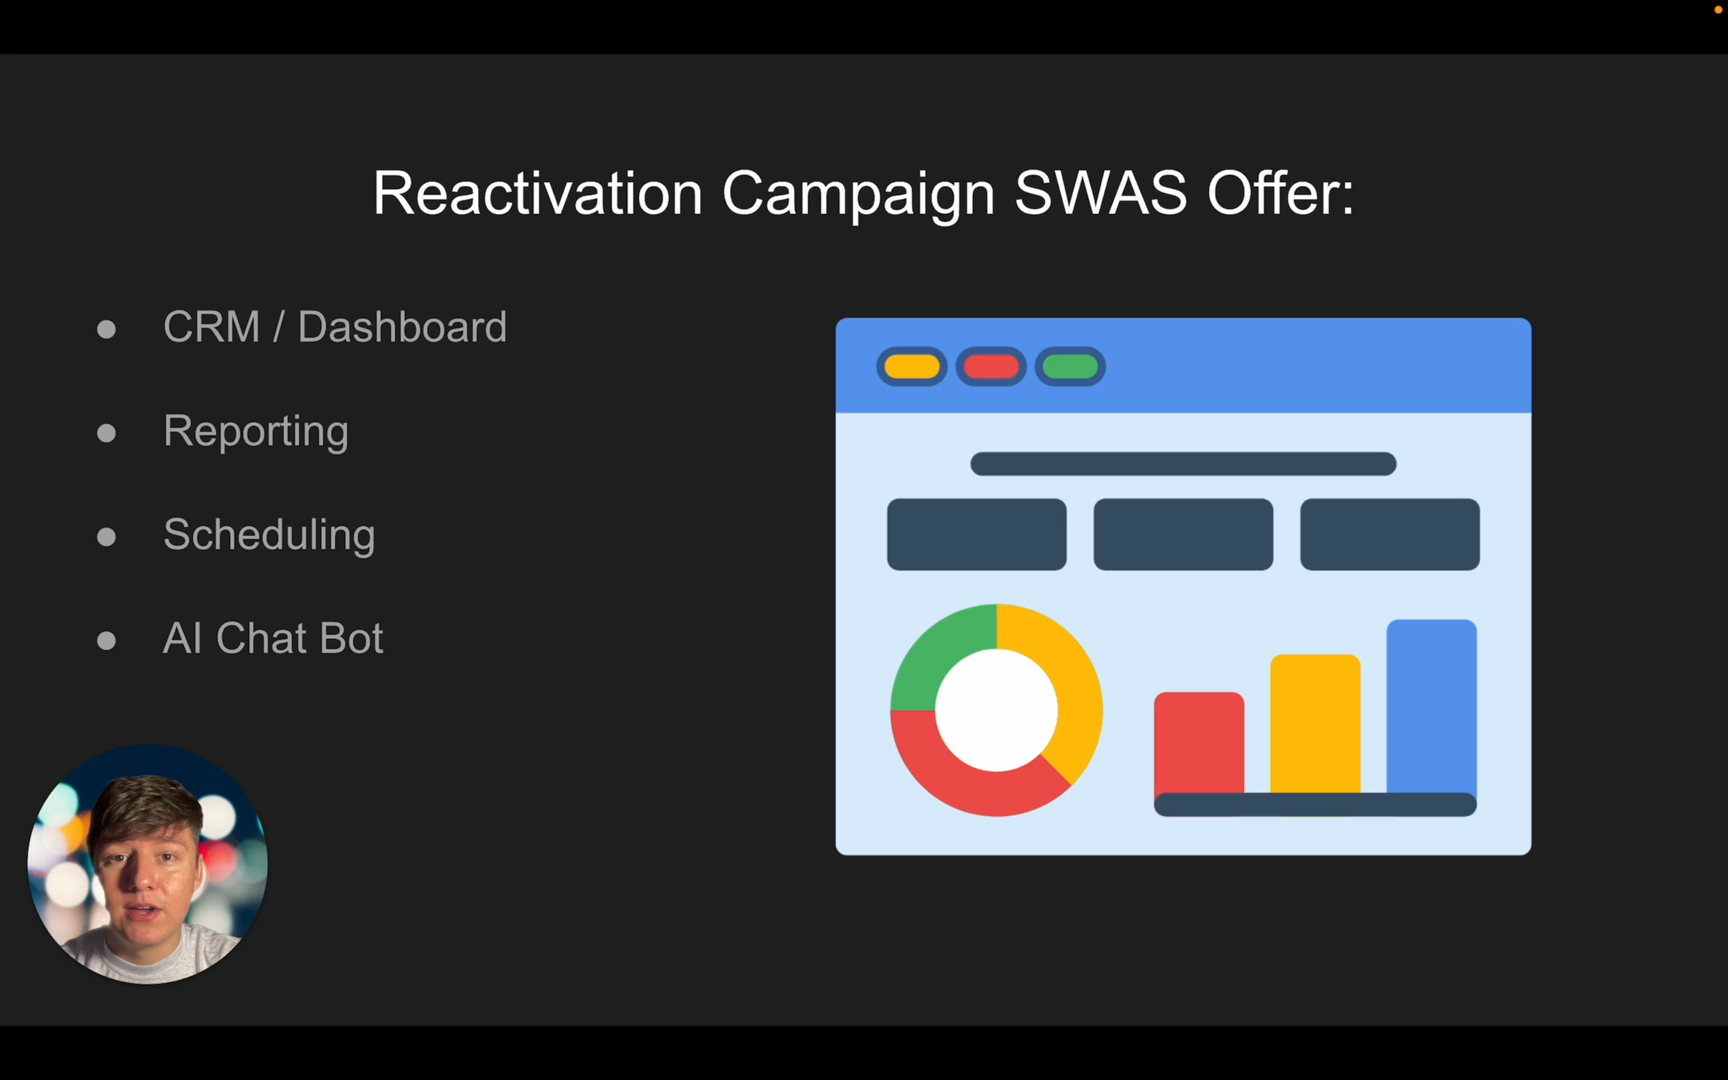 Reactivation Campaign SWAS Offer:
● CRM / Dashboard
● Reporting
● Scheduling
● AI Chat Bot